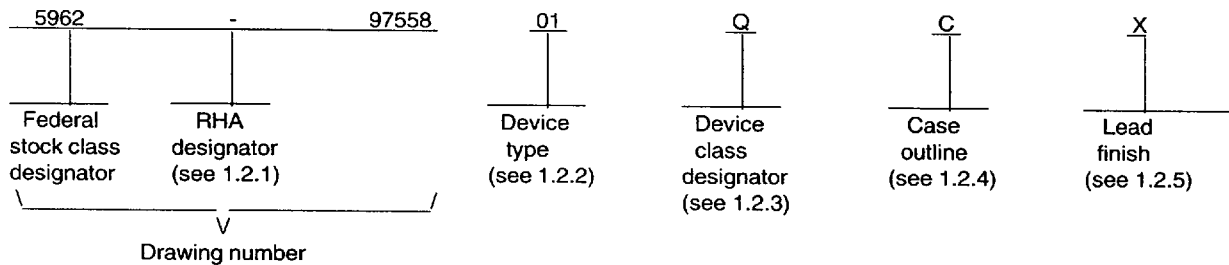 5962 - 97558 01 Q C X
Federal stock class designator
RHA designator (see 1.2.1)
Device type (see 1.2.2)
Device class designator (see 1.2.3)
Case outline (see 1.2.4)
Lead finish (see 1.2.5)
\ / V
Drawing number